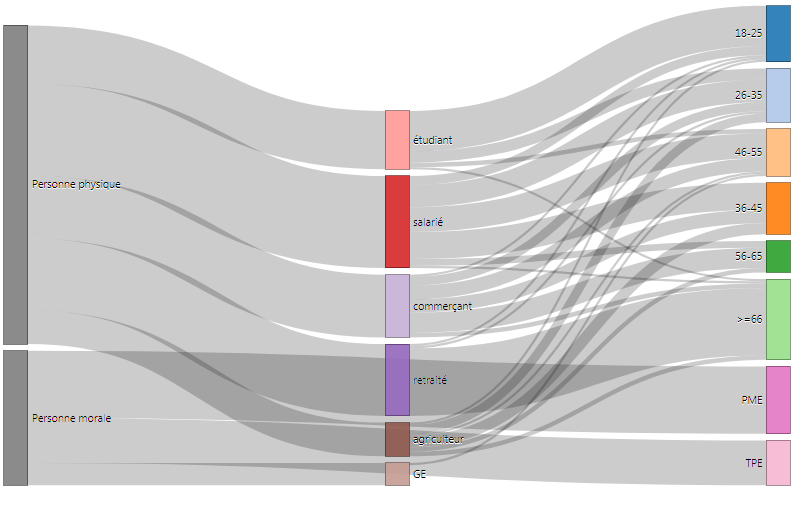 Personne physique
Personne morale
étudiant
salarié
commerçant
retraité
agriculteur
GE
18-25
26-35
46-55
36-45
56-65
>=66
PME
TPE